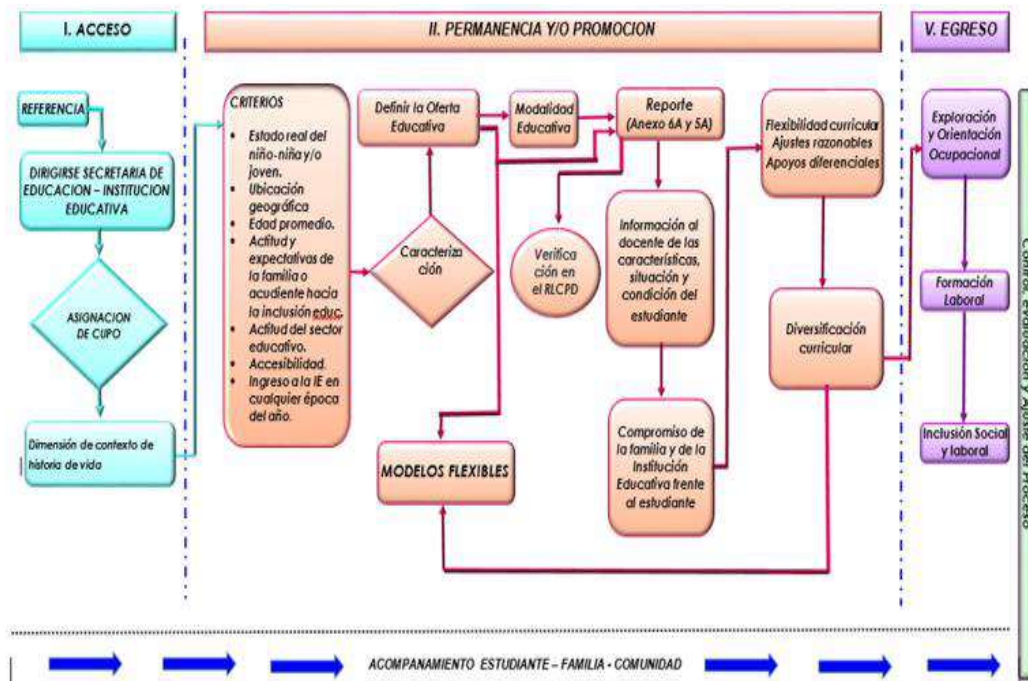 I. ACCESO
II. PERMANENCIA Y/O PROMOCION
V. EGRESO
REFERENCIA
DIRIGIRSE SECRETARIA DE
EDUCACION – INSTITUCION
EDUCATIVA
ASIGNACION
DE CUPO
Dimensión de contexto de
historia de vida
CRITERIOS
• Estado real del
niño-niña y/o
joven.
• Ubicación
geográfica
• Edad promedio.
• Actitud y
expectativas de
la familia o
acudiente hacia
la inclusión educ.
• Actitud del sector
educativo.
• Accesibilidad.
• Ingreso a la IE en
cualquier época
del año.
Definir la Oferta
Educativa
Caracteriza
ción
MODELOS FLEXIBLES
Modalidad
Educativa
Verifica
ción en
el RLCPD
Reporte
(Anexo 6A y 5A)
Información al
docente de las
características,
situación y
condición del
estudiante
Compromiso de
la familia y de la
Institución
Educativa frente
al estudiante
Flexibilidad curricular
Ajustes razonables
Apoyos diferenciales
Diversificación
curricular
Exploración
y Orientación
Ocupacional
Formación
Laboral
Inclusión Social
y laboral
Control, Evaluación y Ajuste del Proceso
ACOMPANAMIENTO ESTUDIANTE – FAMILIA - COMUNIDAD